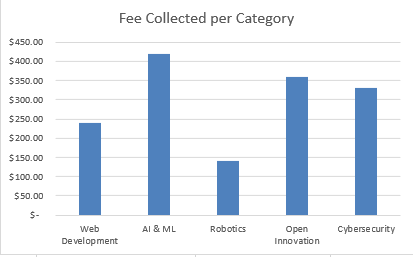 Fee Collected per Category
$450.00
$400.00
$350.00
$300.00
$250.00
$200.00
$150.00
$100.00
$50.00
$-
Web
Development
AI & ML
Robotics
Open
Innovation
Cybersecurity